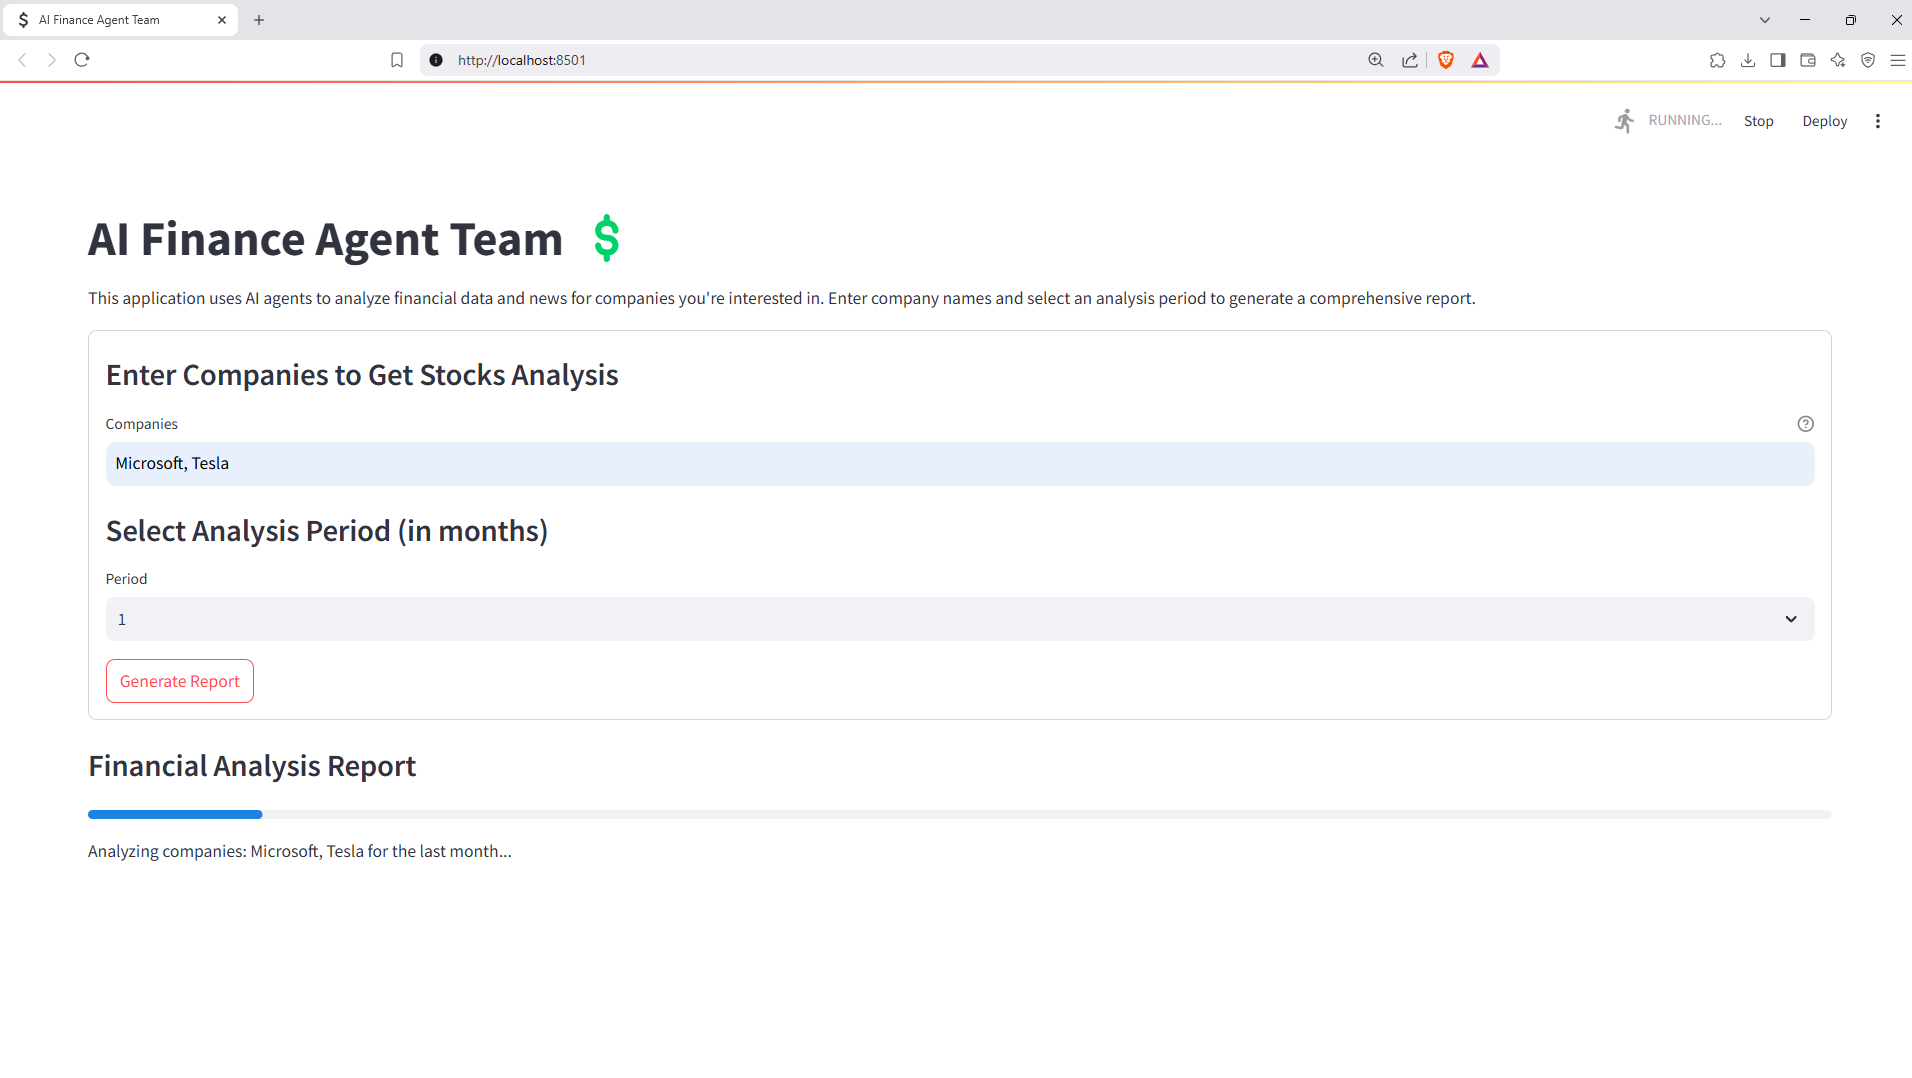 AI Finance Agent Team
http://localhost:8501
RUNNING...
Stop
Deploy
AI Finance Agent Team $
This application uses AI agents to analyze financial data and news for companies you're interested in. Enter company names and select an analysis period to generate a comprehensive report.
Enter Companies to Get Stocks Analysis
Companies
Microsoft, Tesla
Select Analysis Period (in months)
Period
1
Generate Report
Financial Analysis Report
Analyzing companies: Microsoft, Tesla for the last month...